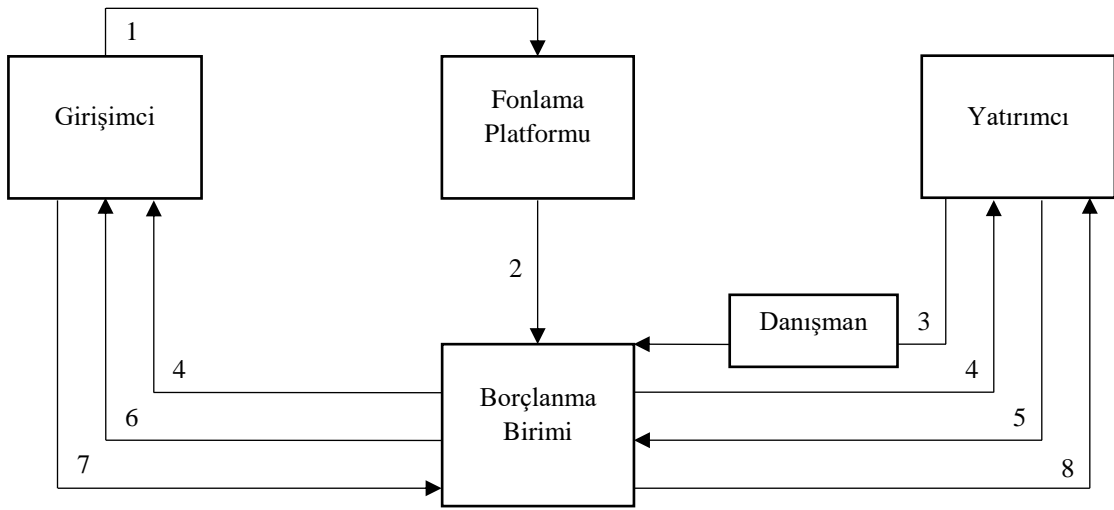 1
Girişimci
Fonlama
Platformu
Yatırımcı
2
Danışman
3
4
Borçlanma
Birimi
4
6
5
7
8